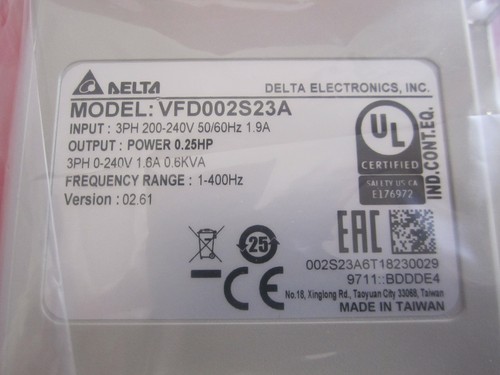 DELTA
DELTA ELECTRONICS, INC.
MODEL: VFD002S23A
INPUT : 3PH 200-240V 50/60Hz 1.9A
OUTPUT : POWER 0.25HP
3PH 0-240V 1.6A 0.6KVA
FREQUENCY RANGE : 1-400Hz
Version : 02.61
UL
CERTIFIED
SAFETY US CA
E176972
IND.CONT.EQ.
25
EAC
CE
002S23A6T18230029
9711::BDDDE4
No.18, Xinglong Rd., Taoyuan City 33068, Taiwan
MADE IN TAIWAN